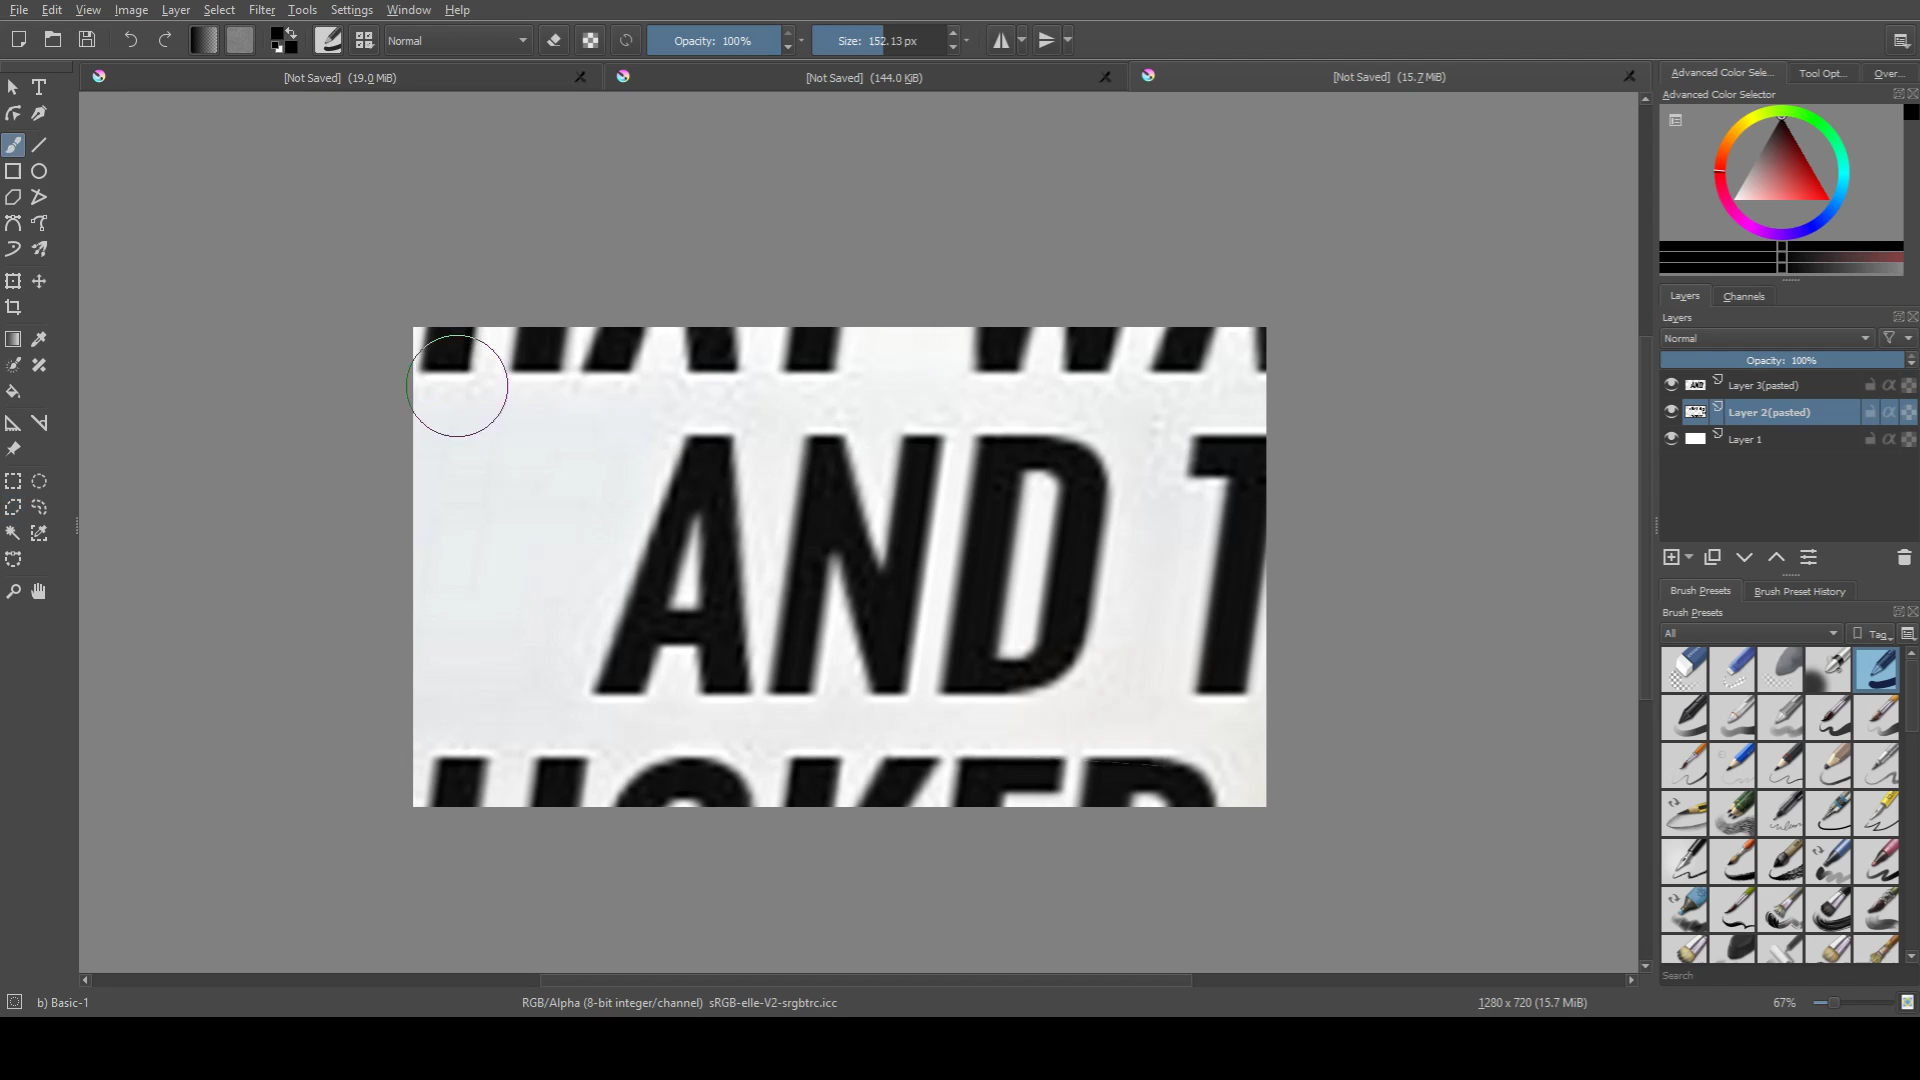 File Edit View Image Layer Select Filter Tools Settings Window Help
Normal Opacity: 100% Size: 152.13 px
[Not Saved] (19.0 MiB) [Not Saved] (144.0 KiB) [Not Saved] (15.7 MiB)
Advanced Color Sele... Tool Opt... Over...
Advanced Color Selector
AND T
Layers Channels
Layers
Normal
Opacity: 100%
Layer 3(pasted)
Layer 2(pasted)
Layer 1
Brush Presets Brush Preset History
Brush Presets
All Tag
Search
b) Basic-1 RGB/Alpha (8-bit integer/channel) sRGB-elle-V2-srgbtrc.icc 1280 x 720 (15.7 MiB) 67%